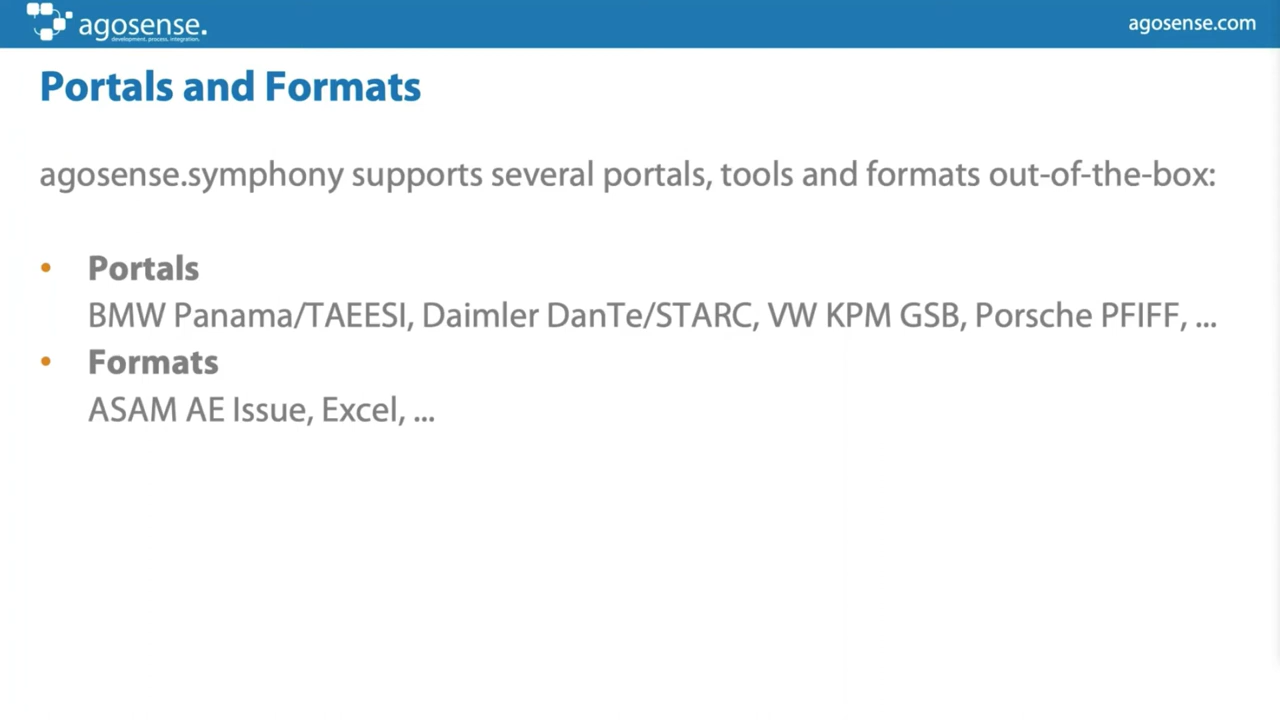 agosense.
development. process. integration.
agosense.com
Portals and Formats
agosense.symphony supports several portals, tools and formats out-of-the-box:
• Portals
BMW Panama/TAEESI, Daimler DanTe/STARC, VW KPM GSB, Porsche PFIFF, ...
• Formats
ASAM AE Issue, Excel, ...